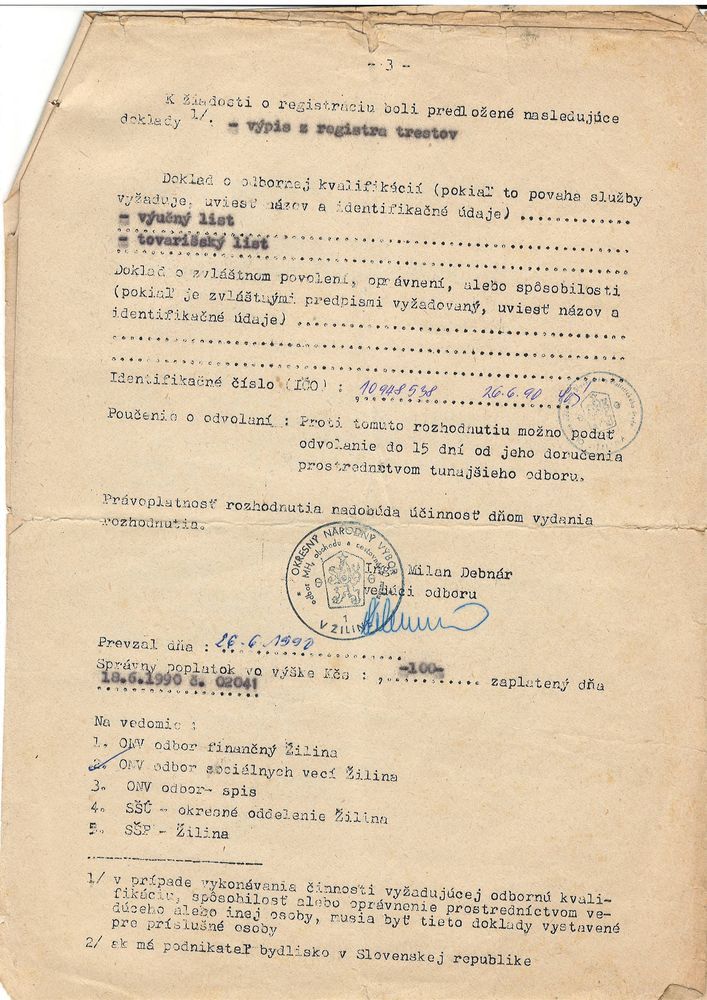 - 3 -
K žiadosti o registráciu boli predložené nasledujúce
doklady 1/. - výpis z registra trestov
Doklad o odbornej kvalifikácií (pokiaľ to povaha služby
vyžaduje, uviesť názov a identifikačné údaje) .............
- výučný list
- tovarišský list
Doklad o zvláštnom povolení, oprávnení, alebo spôsobilosti
(pokiaľ je zvláštnými predpismi vyžadovaný, uviesť názov a
identifikačné údaje) .......................................
Identifikačné číslo (IČO) : 10948538 26.6.90
Poučenie o odvolaní : Proti tomuto rozhodnutiu možno podať
odvolanie do 15 dní od jeho doručenia
prostredníctvom tunajšieho odboru.
Právoplatnosť rozhodnutia nadobúda účinnosť dňom vydania
rozhodnutia.
OKRESNÝ NÁRODNÝ VÝBOR
odbor MH, obchodu a cestovného
1
V ŽILINE
Ing. Milan Debnár
vedúci odboru
Prevzal dňa : 26.6.1990
Správny poplatok vo výške Kčs : -100- zaplatený dňa
18.6.1990 č. 02041
Na vedomie :
1. ONV odbor finančný Žilina
2. ONV odbor sociálnych vecí Žilina
3. ONV odbor- spis
4. SŠÚ - okresné oddelenie Žilina
5. SŠP - Žilina
1/ v prípade vykonávania činnosti vyžadujúcej odbornú kvali-
fikáciu, spôsobilosť alebo oprávnenie prostredníctvom ve-
dúceho alebo inej osoby, musia byť tieto doklady vystavené
pre príslušné osoby
2/ ak má podnikateľ bydlisko v Slovenskej republike